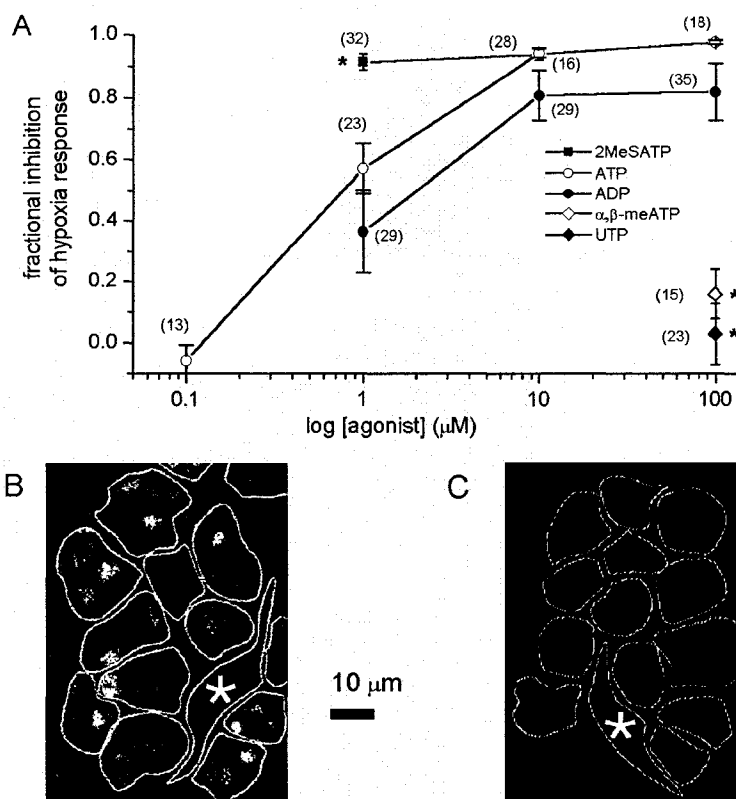 A
fractional inhibition
of hypoxia response
1.0
0.8
0.6
0.4
0.2
0.0
(32)
*
(28)
(18)
(16)
(23)
(35)
(29)
(29)
(13)
(15)
*
(23)
*
2MeSATP
ATP
ADP
α,β-meATP
UTP
0.1
1
10
100
log [agonist] (μM)
B
*
10 μm
C
*